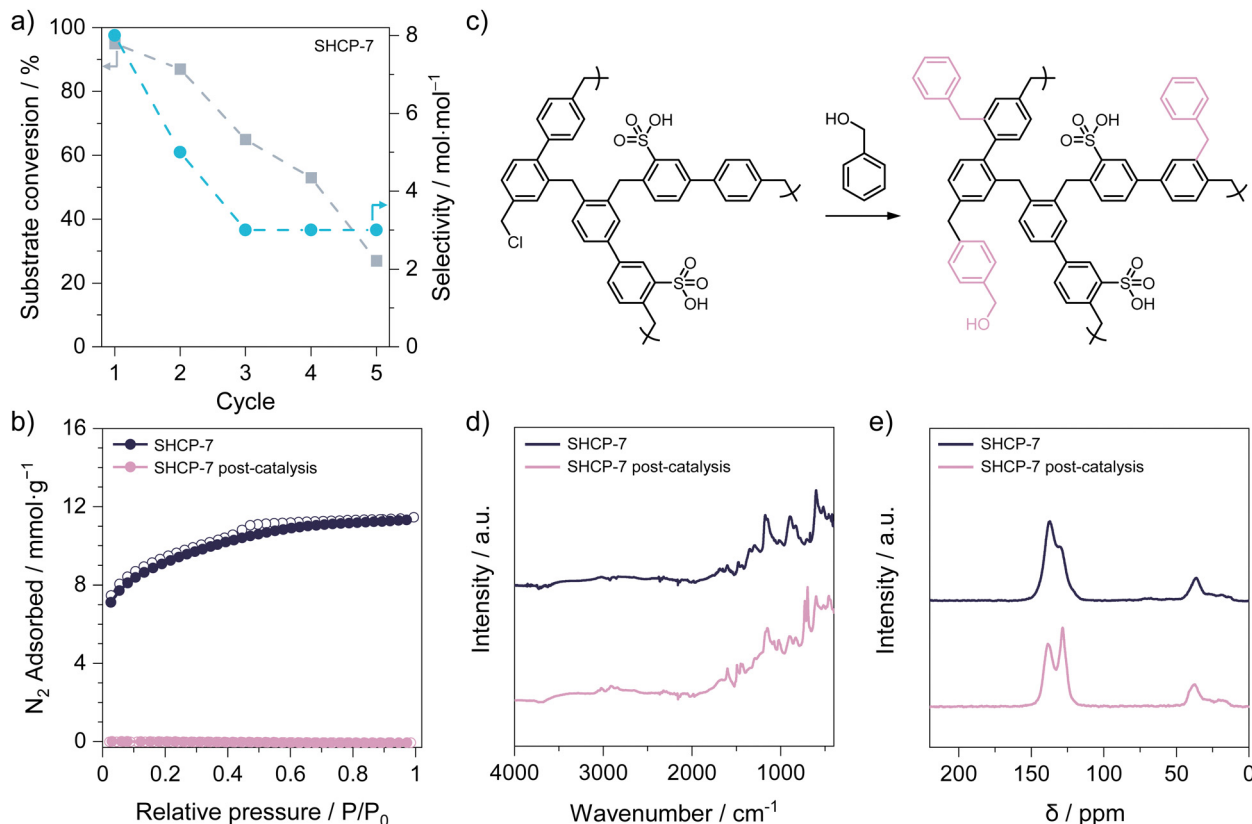 a)
SHCP-7
Substrate conversion / %
100
80
60
40
20
0
8
6
4
2
0
Selectivity / mol·mol⁻¹
1 2 3 4 5
Cycle
c)
Cl
O
S
OH
O
O
S
O
OH
HO
HO
O
S
OH
O
O
S
O
OH
b)
SHCP-7
SHCP-7 post-catalysis
N₂ Adsorbed / mmol·g⁻¹
16
12
8
4
0
0 0.2 0.4 0.6 0.8 1
Relative pressure / P/P₀
d)
SHCP-7
SHCP-7 post-catalysis
Intensity / a.u.
4000 3000 2000 1000
Wavenumber / cm⁻¹
e)
SHCP-7
SHCP-7 post-catalysis
Intensity / a.u.
200 150 100 50 0
δ / ppm